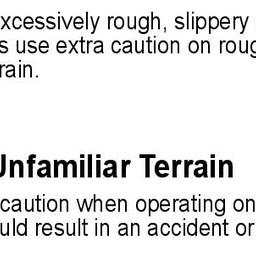 xcessively rough, slippery
s use extra caution on roug
rain.
Unfamiliar Terrain
caution when operating on
uld result in an accident or